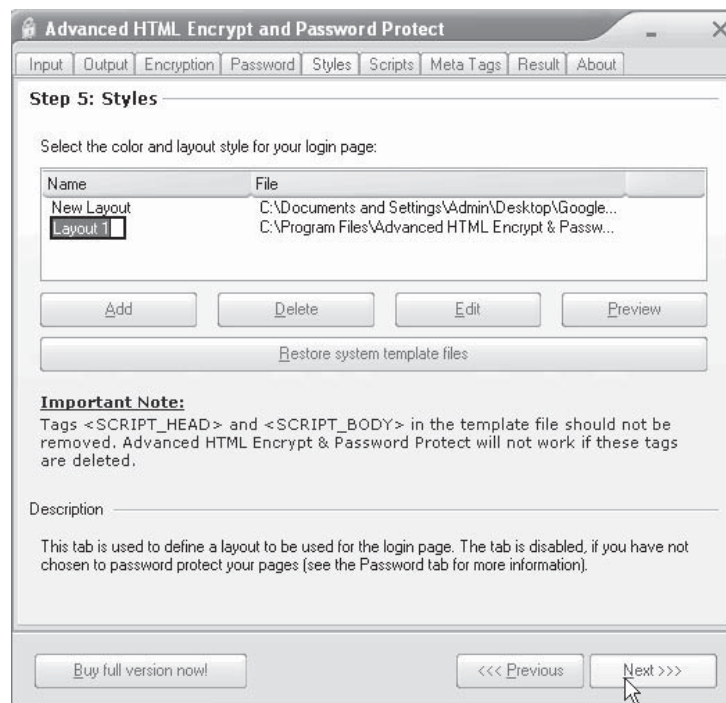 Advanced HTML Encrypt and Password Protect
Input Output Encryption Password Styles Scripts Meta Tags Result About
Step 5: Styles
Select the color and layout style for your login page:
Name File
New Layout C:\Documents and Settings\Admin\Desktop\Google...
Layout 1 C:\Program Files\Advanced HTML Encrypt & Passw...
Add Delete Edit Preview
Restore system template files
Important Note:
Tags <SCRIPT_HEAD> and <SCRIPT_BODY> in the template file should not be
removed. Advanced HTML Encrypt & Password Protect will not work if these tags
are deleted.
Description
This tab is used to define a layout to be used for the login page. The tab is disabled, if you have not
chosen to password protect your pages (see the Password tab for more information).
Buy full version now! <<< Previous Next >>>